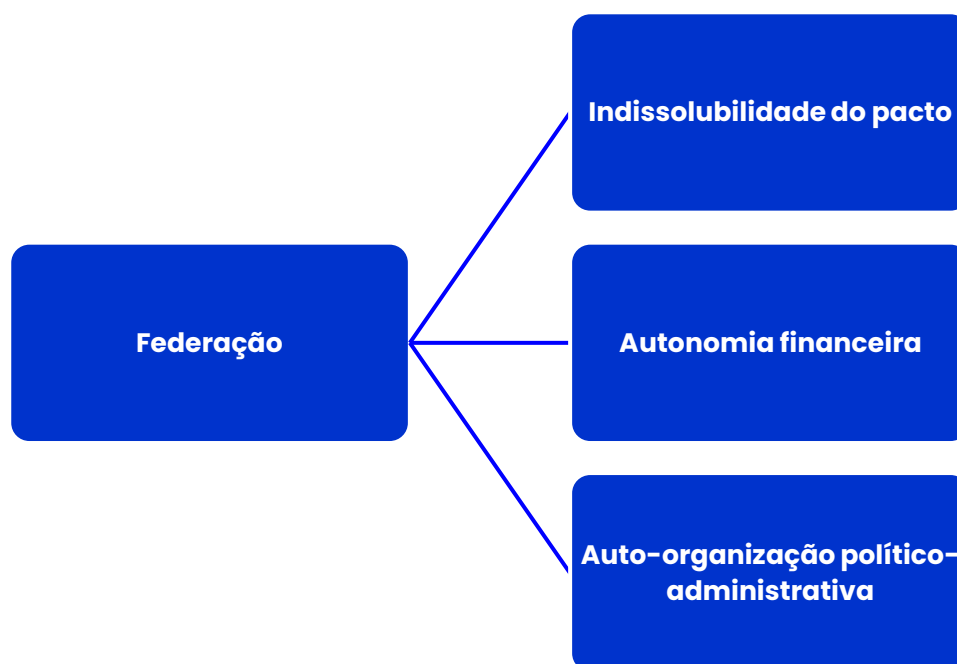 Indissolubilidade do pacto
Federação
Autonomia financeira
Auto-organização político-
administrativa